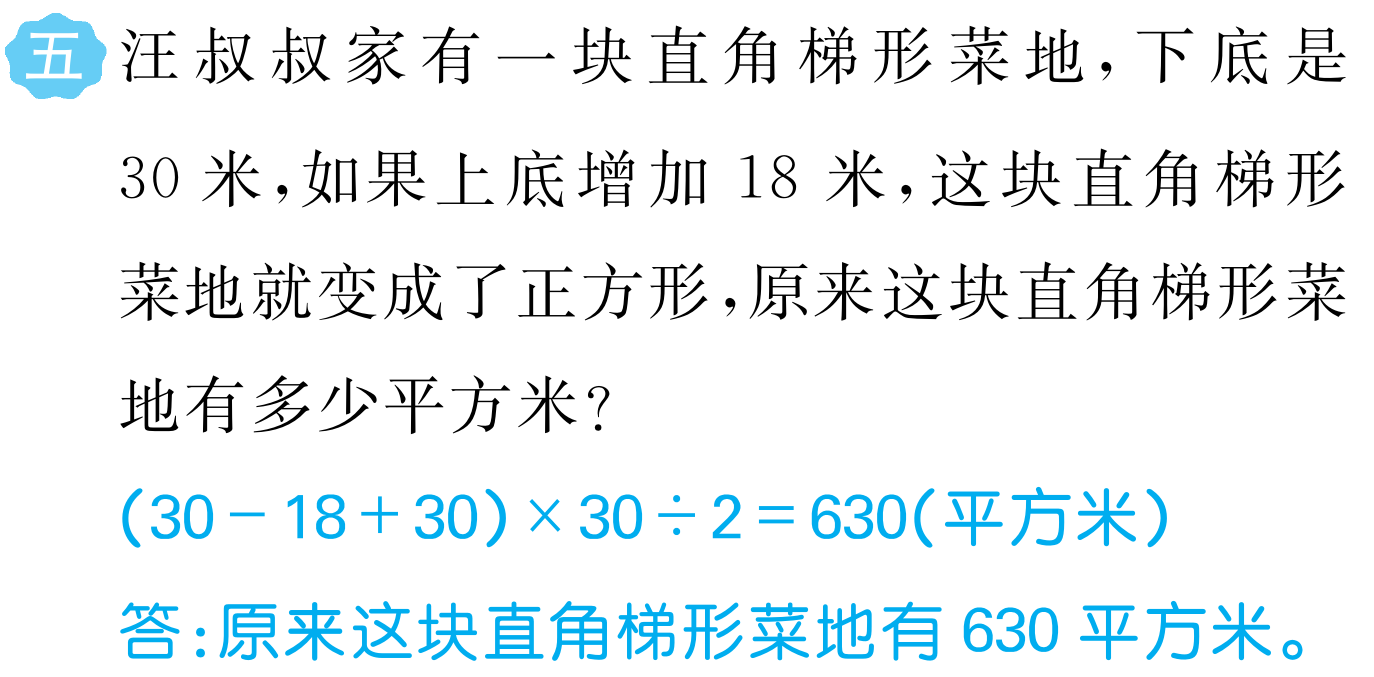 五 汪叔叔家有一块直角梯形菜地,下底是
30 米,如果上底增加 18 米,这块直角梯形
菜地就变成了正方形,原来这块直角梯形菜
地有多少平方米?
(30-18+30)×30÷2=630(平方米)
答:原来这块直角梯形菜地有 630 平方米。